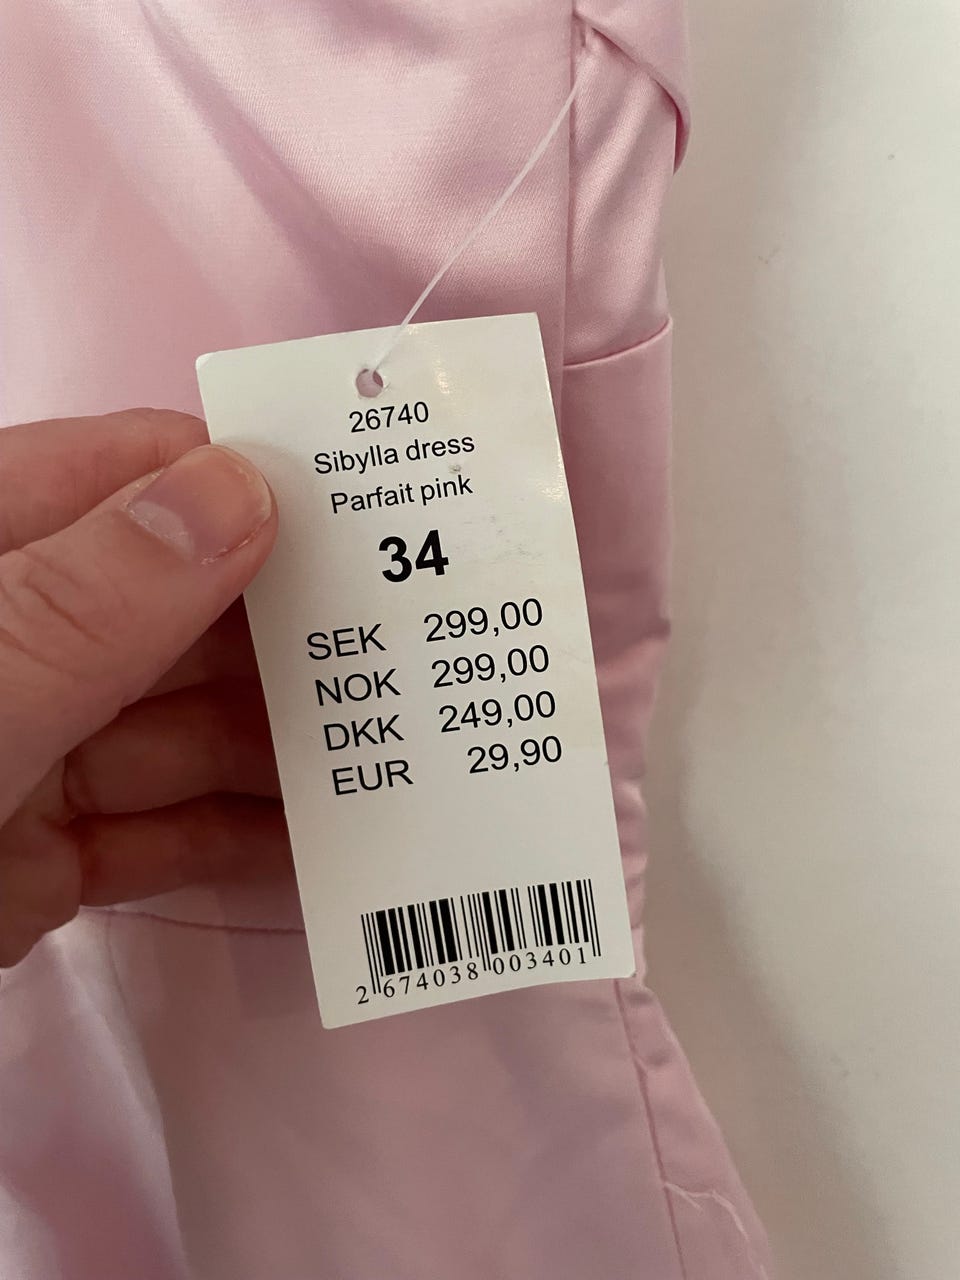 26740
Sibylla dress
Parfait pink
34
SEK 299,00
NOK 299,00
DKK 249,00
EUR 29,90
2 674038 003401